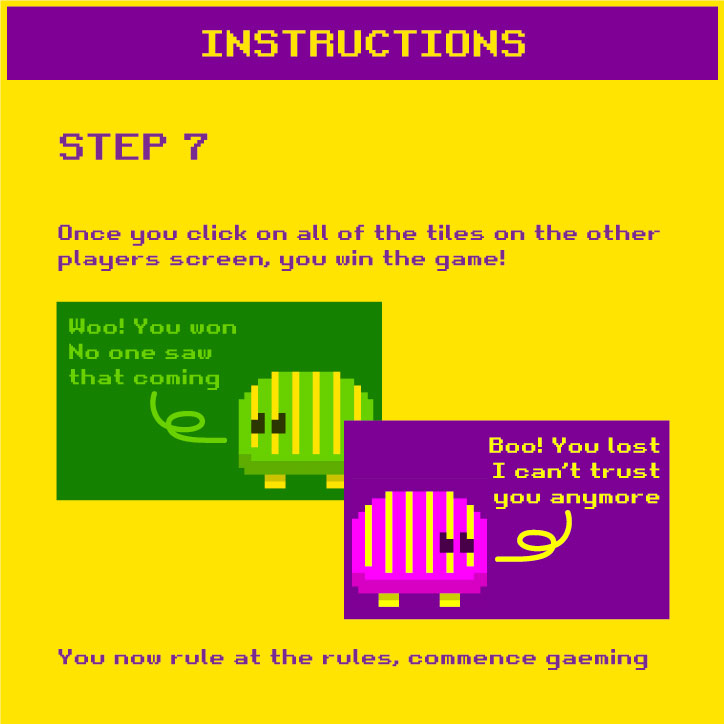 INSTRUCTIONS
STEP 7
Once you click on all of the tiles on the other
players screen, you win the game!
Woo! You won
No one saw
that coming
Boo! You lost
I can't trust
you anymore
You now rule at the rules, commence gaeming